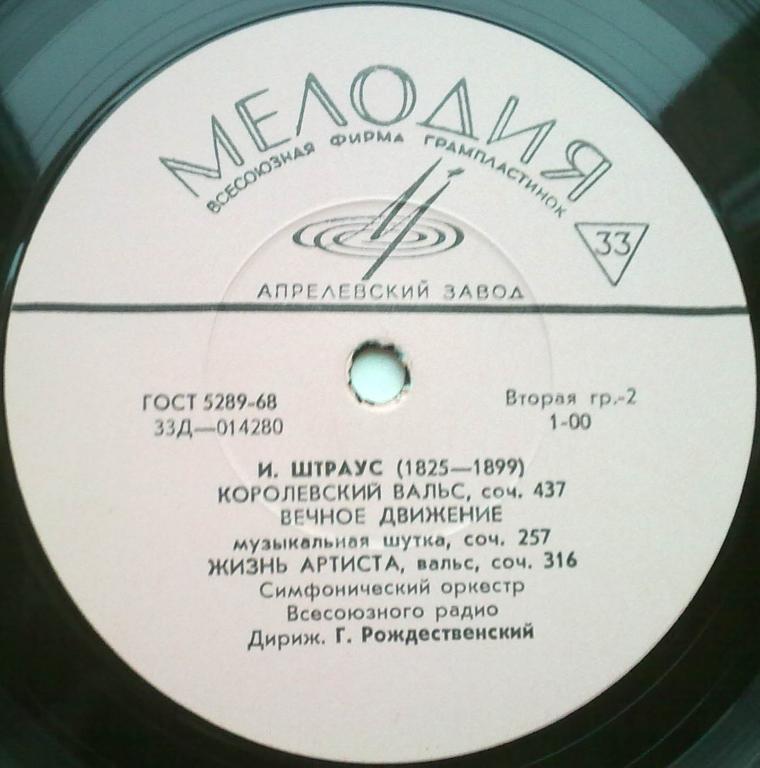 МЕЛОДИЯ
ВСЕСОЮЗНАЯ ФИРМА ГРАМПЛАСТИНОК
33
АПРЕЛЕВСКИЙ ЗАВОД
ГОСТ 5289-68
Вторая гр.-2
33Д—014280
1-00
И. ШТРАУС (1825—1899)
КОРОЛЕВСКИЙ ВАЛЬС, соч. 437
ВЕЧНОЕ ДВИЖЕНИЕ
музыкальная шутка, соч. 257
ЖИЗНЬ АРТИСТА, вальс, соч. 316
Симфонический оркестр
Всесоюзного радио
Дириж. Г. Рождественский